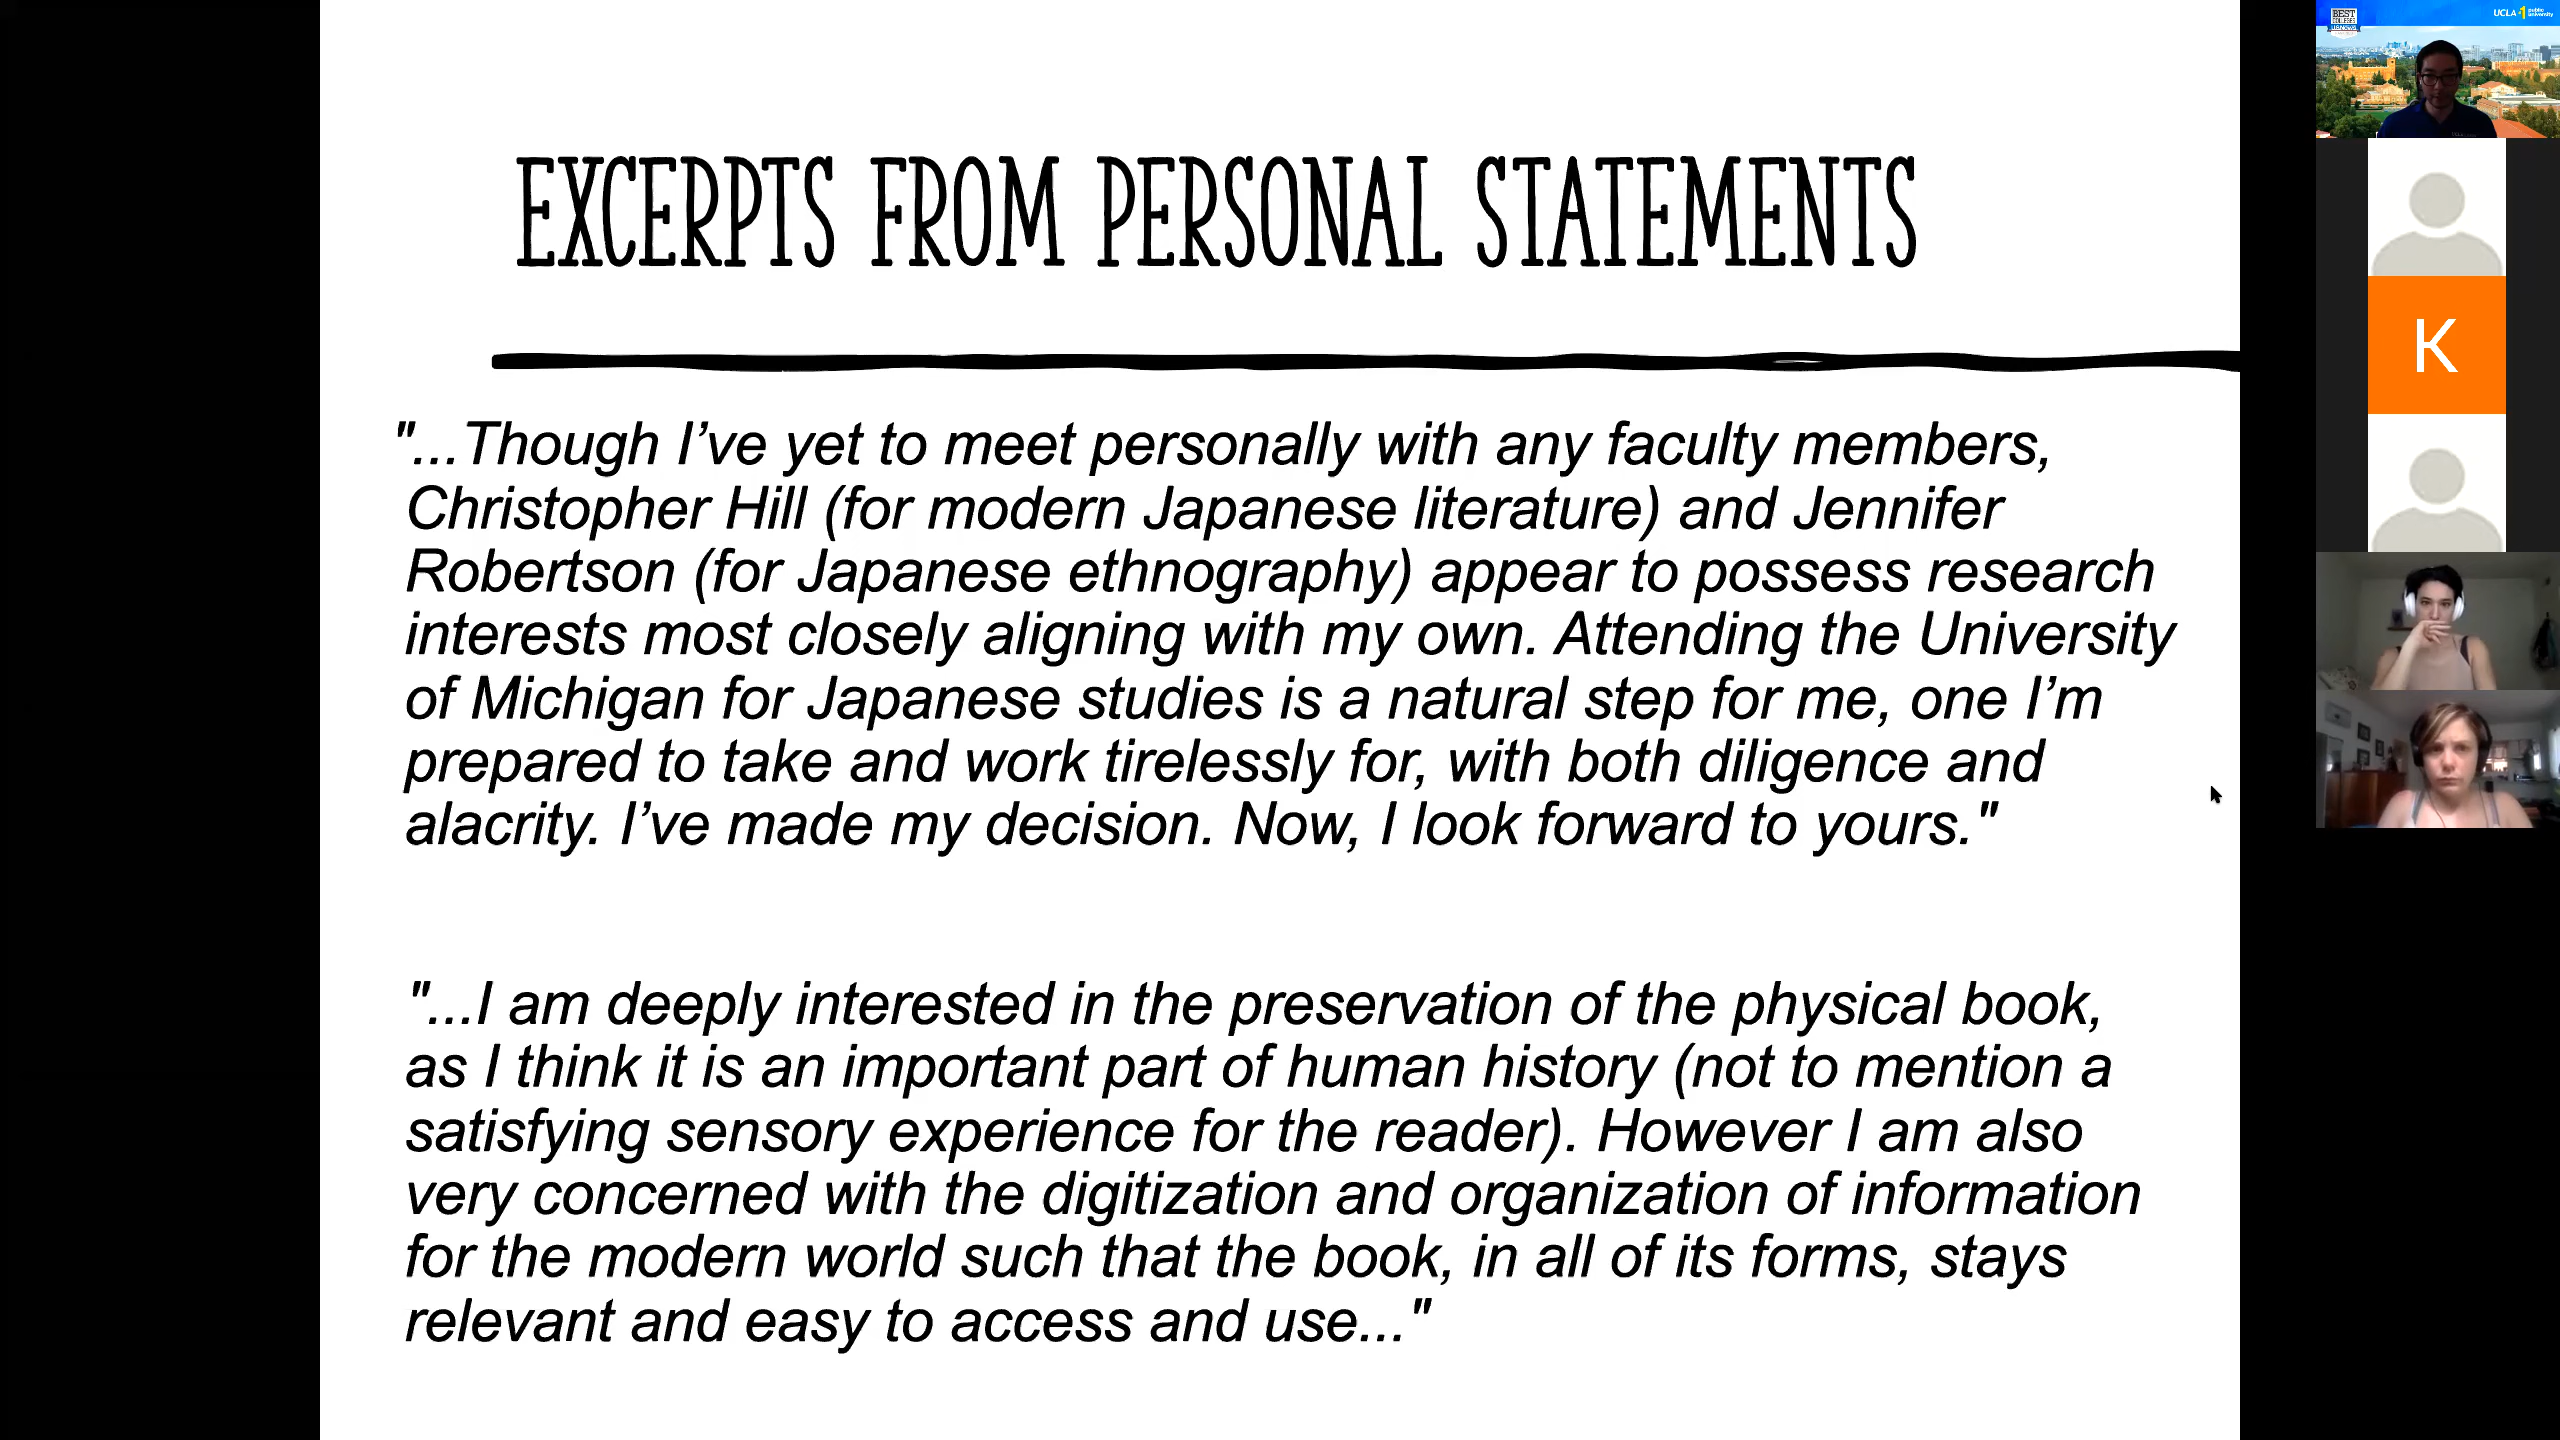 EXCERPTS FROM PERSONAL STATEMENTS
"...Though I’ve yet to meet personally with any faculty members,
Christopher Hill (for modern Japanese literature) and Jennifer
Robertson (for Japanese ethnography) appear to possess research
interests most closely aligning with my own. Attending the University
of Michigan for Japanese studies is a natural step for me, one I’m
prepared to take and work tirelessly for, with both diligence and
alacrity. I’ve made my decision. Now, I look forward to yours."
"...I am deeply interested in the preservation of the physical book,
as I think it is an important part of human history (not to mention a
satisfying sensory experience for the reader). However I am also
very concerned with the digitization and organization of information
for the modern world such that the book, in all of its forms, stays
relevant and easy to access and use..."
BEST
COLLEGES
UCLA #1 public
university
K